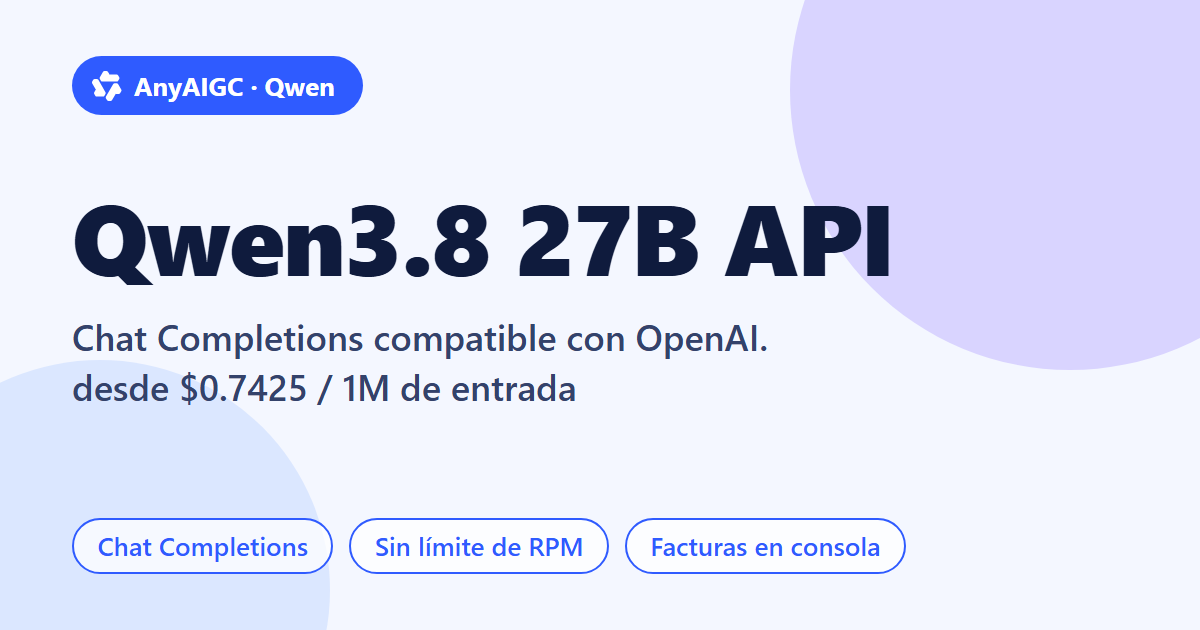 AnyAIGC · Qwen
Qwen3.8 27B API
Chat Completions compatible con OpenAI.
desde $0.7425 / 1M de entrada
Chat Completions
Sin límite de RPM
Facturas en consola